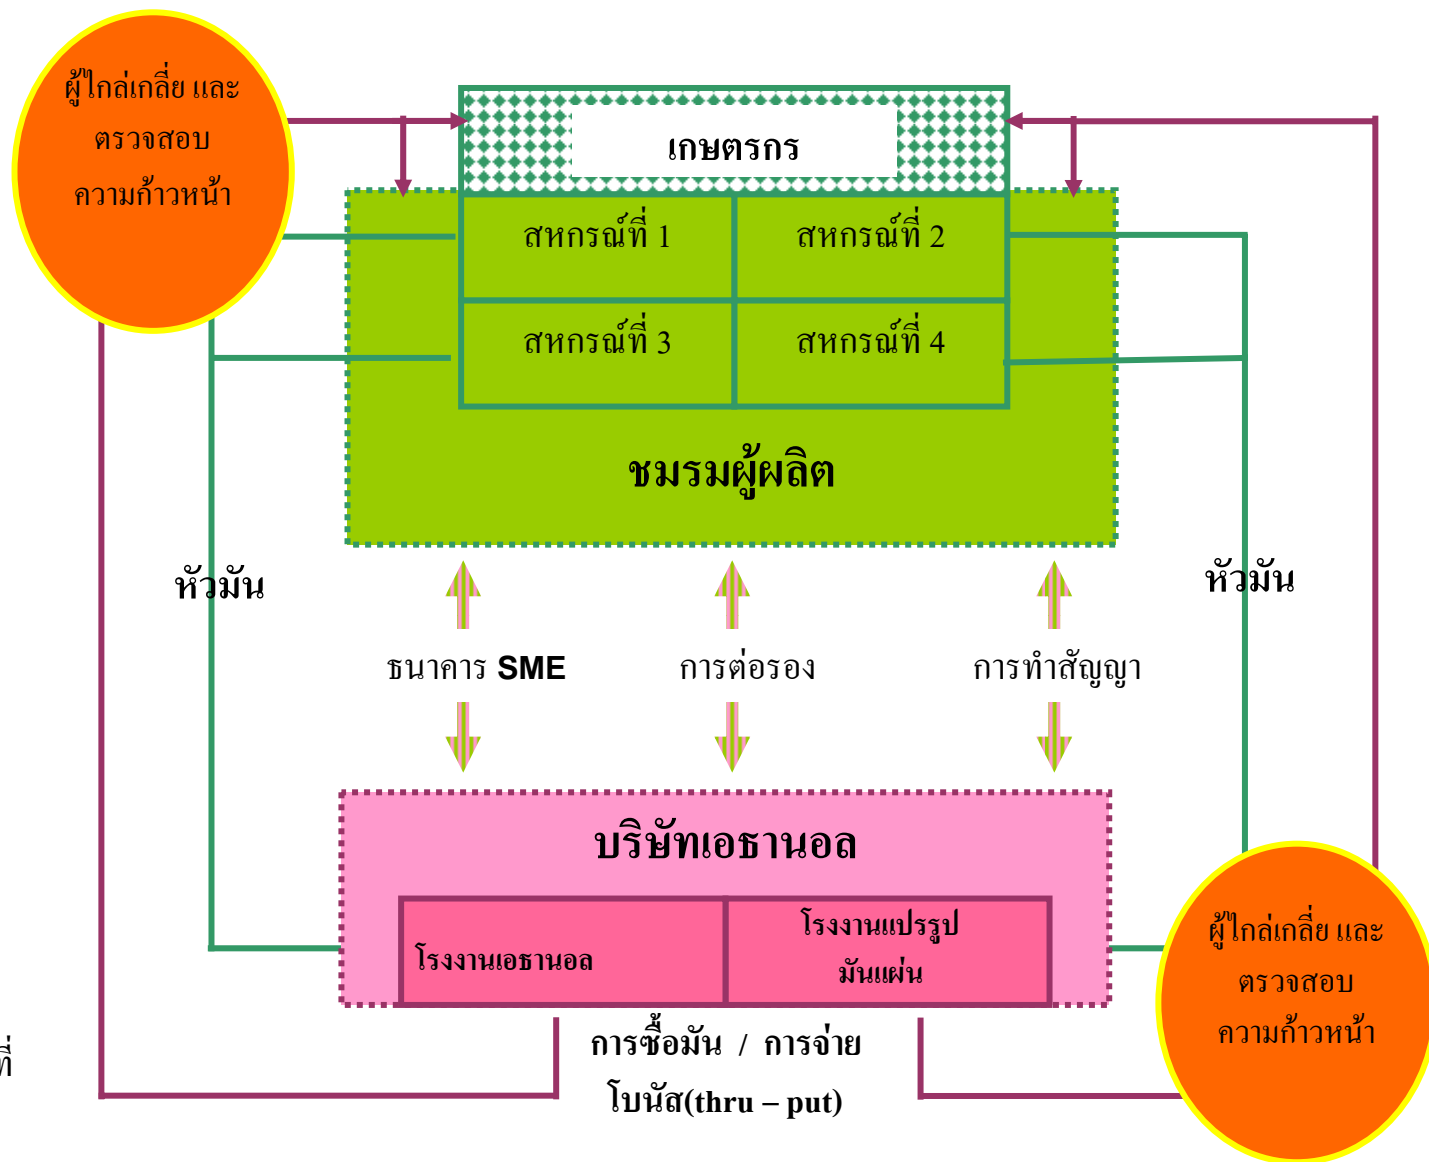 ผู้ไกล่เกลี่ย และ
ตรวจสอบ
ความก้าวหน้า
เกษตรกร
สหกรณ์ที่ 1
สหกรณ์ที่ 2
สหกรณ์ที่ 3
สหกรณ์ที่ 4
ชมรมผู้ผลิต
หัวมัน
หัวมัน
ธนาคาร SME
การต่อรอง
การทำสัญญา
บริษัทเอธานอล
โรงงานเอธานอล
โรงงานแปรรูป
มันแผ่น
ผู้ไกล่เกลี่ย และ
ตรวจสอบ
ความก้าวหน้า
การซื้อมัน / การจ่าย
โบนัส(thru – put)
ที่